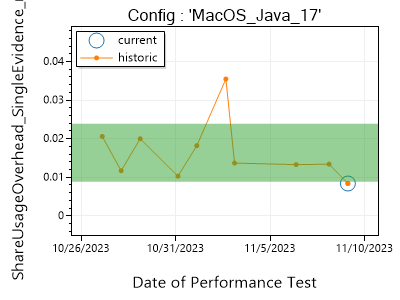 Config : 'MacOS_Java_17'
current
historic
0.04
0.03
0.02
0.01
0
10/26/2023
10/31/2023
11/5/2023
11/10/2023
Date of Performance Test
ShareUsageOverhead_SingleEvidence_